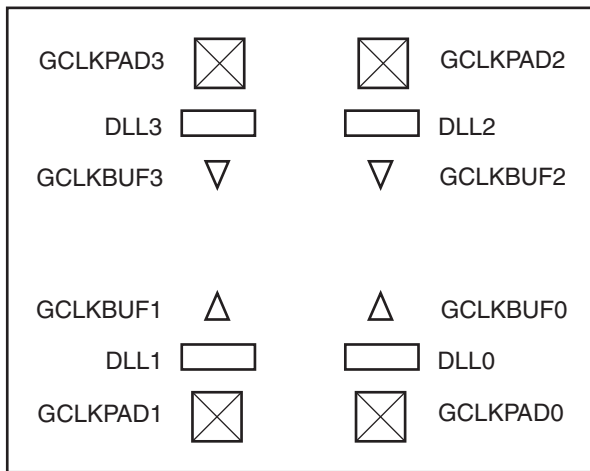 GCLKPAD3 GCLKPAD2
DLL3 DLL2
GCLKBUF3 GCLKBUF2
GCLKBUF1 GCLKBUF0
DLL1 DLL0
GCLKPAD1 GCLKPAD0